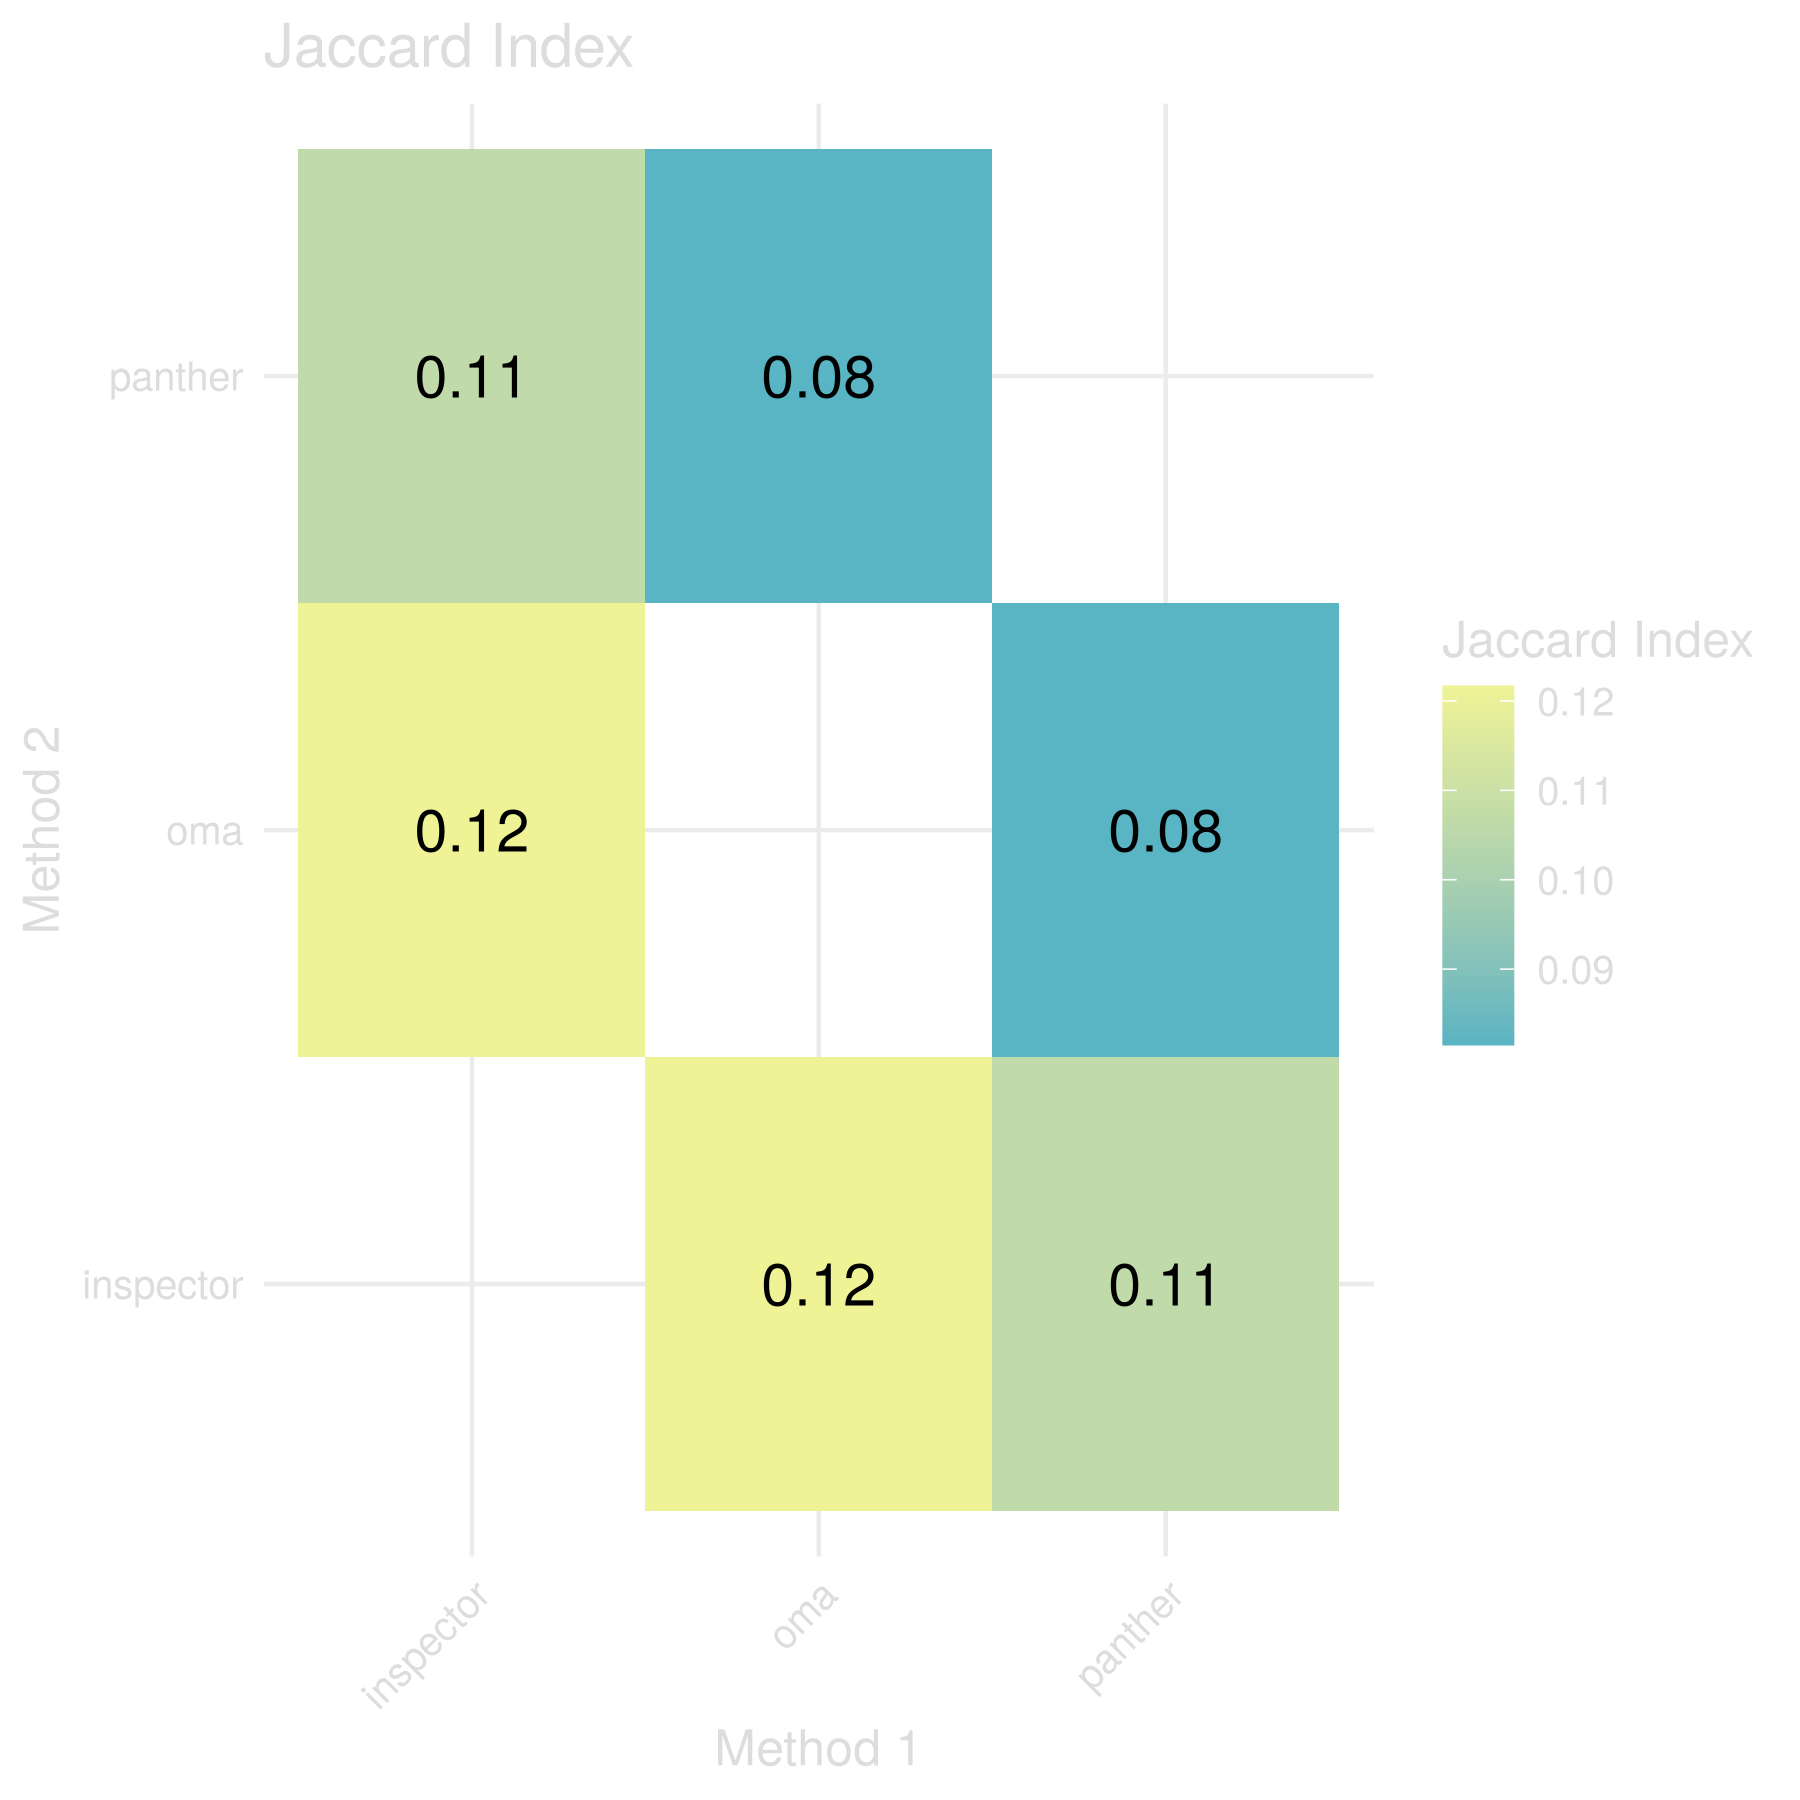 Jaccard Index
panther
0.11
0.08
Method 2
oma
0.12
0.08
inspector
0.12
0.11
inspector
oma
panther
Method 1
Jaccard Index
0.12
0.11
0.10
0.09